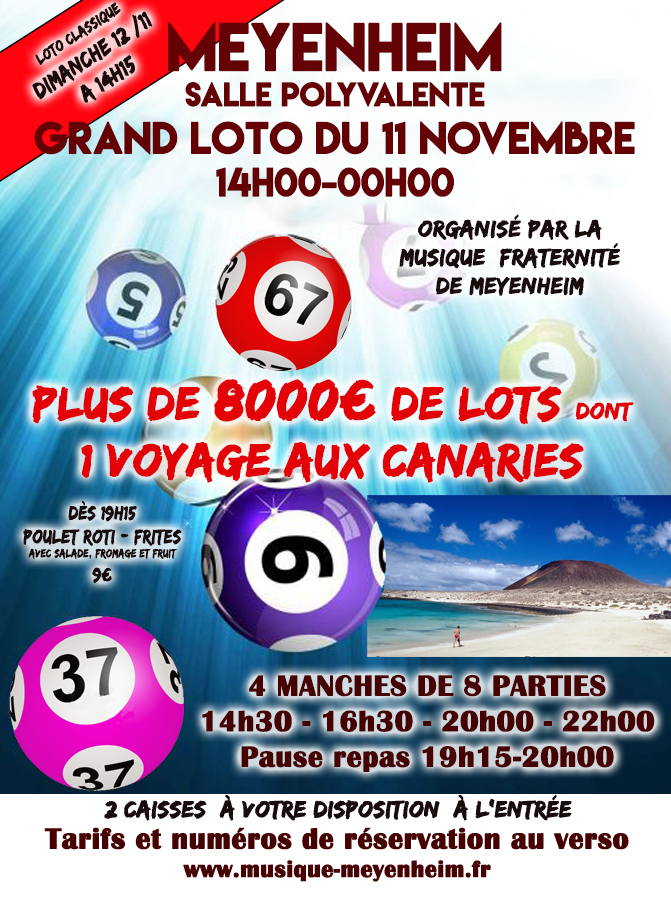 LOTO CLASSIQUE
DIMANCHE 12/11
A 14H15
MEYENHEIM
SALLE POLYVALENTE
GRAND LOTO DU 11 NOVEMBRE
14H00-00H00
ORGANISÉ PAR LA
MUSIQUE FRATERNITÉ
DE MEYENHEIM
5
67
PLUS DE 8000€ DE LOTS DONT
1 VOYAGE AUX CANARIES
DÈS 19H15
POULET ROTI - FRITES
AVEC SALADE, FROMAGE ET FRUIT
9€
6
37
37
4 MANCHES DE 8 PARTIES
14h30 - 16h30 - 20h00 - 22h00
Pause repas 19h15-20h00
2 CAISSES À VOTRE DISPOSITION À L'ENTRÉE
Tarifs et numéros de réservation au verso
www.musique-meyenheim.fr